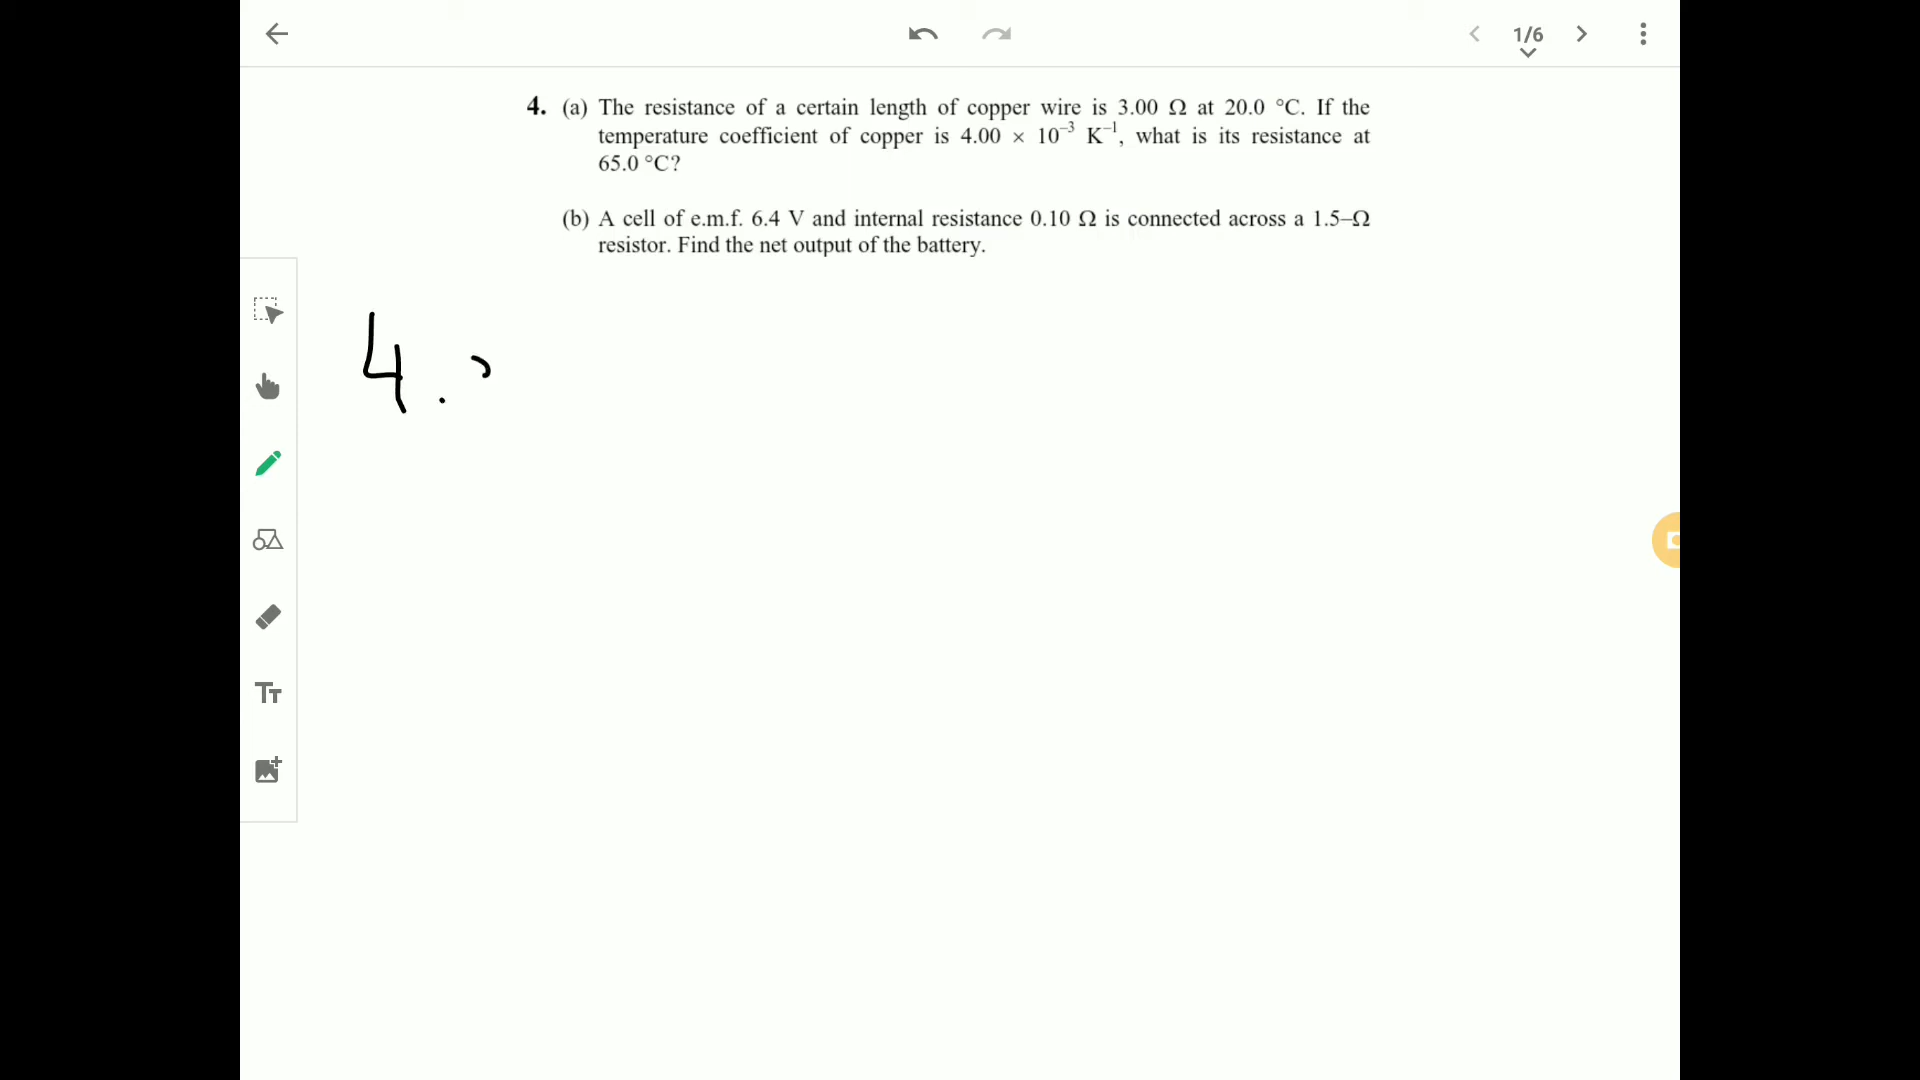 1/6
4. (a) The resistance of a certain length of copper wire is 3.00 Ω at 20.0 °C. If the
temperature coefficient of copper is 4.00 × 10⁻³ K⁻¹, what is its resistance at
65.0 °C?
(b) A cell of e.m.f. 6.4 V and internal resistance 0.10 Ω is connected across a 1.5–Ω
resistor. Find the net output of the battery.
4.
TT